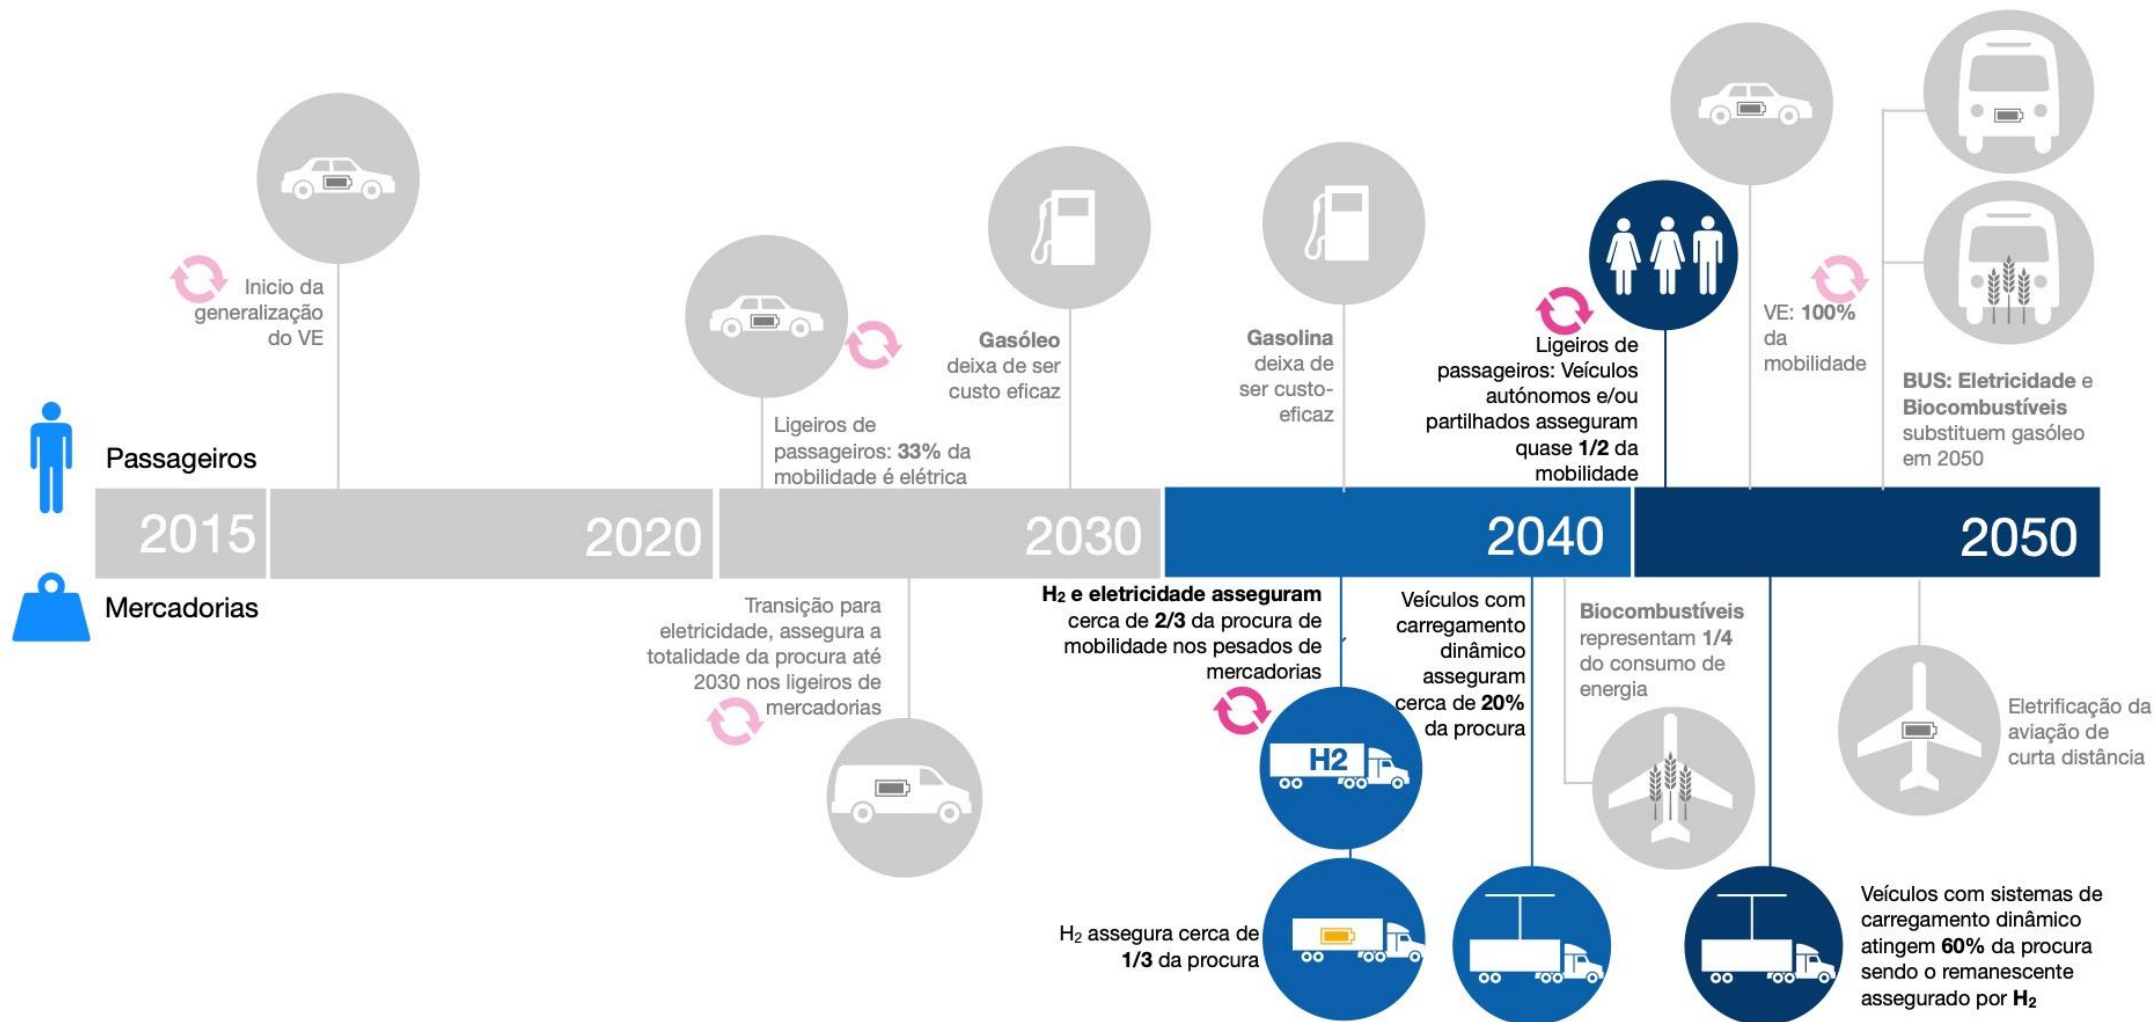 Inicio da
generalização
do VE
Ligeiros de
passageiros: 33% da
mobilidade é elétrica
Gasóleo
deixa de ser
custo eficaz
Gasolina
deixa de
ser custo-
eficaz
Ligeiros de
passageiros: Veículos
autónomos e/ou
partilhados asseguram
quase 1/2 da
mobilidade
VE: 100%
da
mobilidade
BUS: Eletricidade e
Biocombustíveis
substituem gasóleo
em 2050
Passageiros
2015
2020
2030
2040
2050
Mercadorias
Transição para
eletricidade, assegura a
totalidade da procura até
2030 nos ligeiros de
mercadorias
H₂ e eletricidade asseguram
cerca de 2/3 da procura de
mobilidade nos pesados de
mercadorias
H2
H₂ assegura cerca de
1/3 da procura
Veículos com
carregamento
dinâmico
asseguram
cerca de 20%
da procura
Biocombustíveis
representam 1/4
do consumo de
energia
Eletrificação da
aviação de
curta distância
Veículos com sistemas de
carregamento dinâmico
atingem 60% da procura
sendo o remanescente
assegurado por H₂